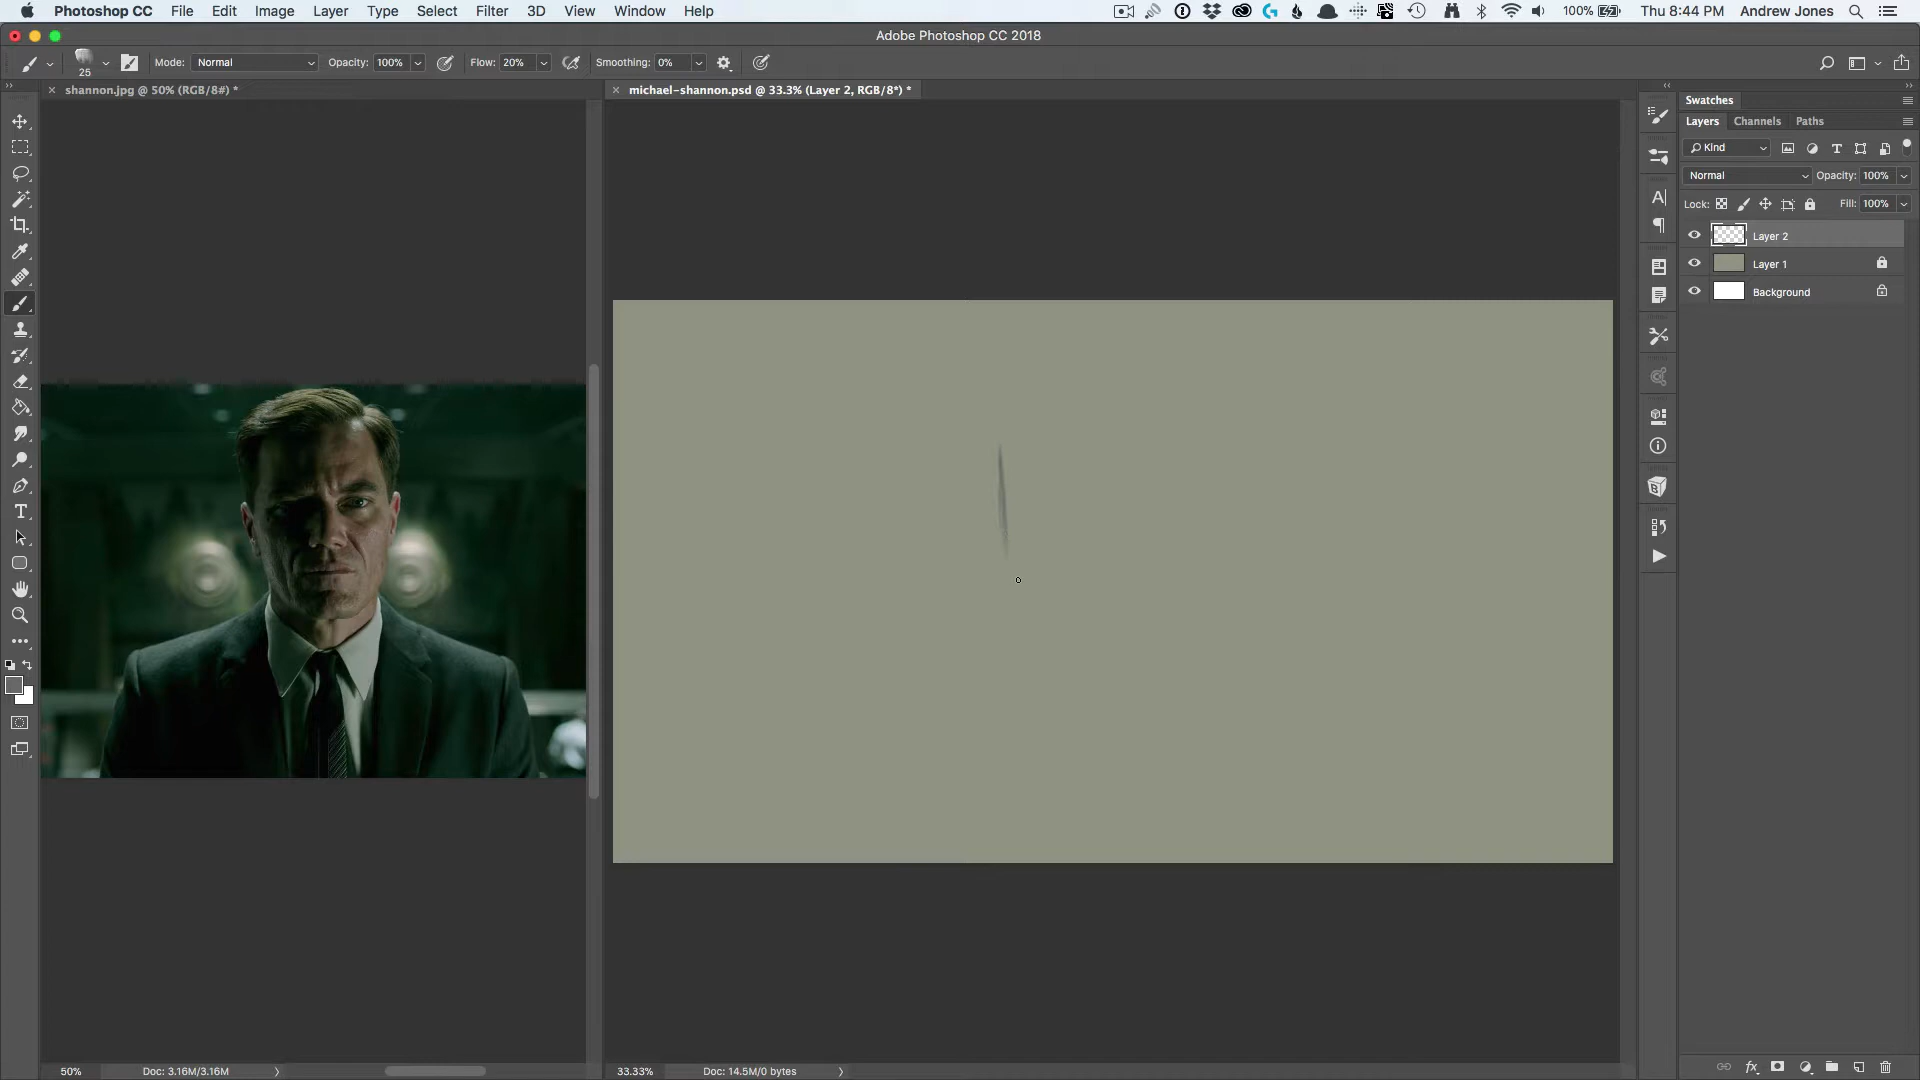 Photoshop CC File Edit Image Layer Type Select Filter 3D View Window Help 100% Thu 8:44 PM Andrew Jones
Adobe Photoshop CC 2018
25 Mode: Normal Opacity: 100% Flow: 20% Smoothing: 0%
shannon.jpg @ 50% (RGB/8#) * michael-shannon.psd @ 33.3% (Layer 2, RGB/8*) *
Swatches
Layers Channels Paths
Kind
Normal Opacity: 100%
Lock: Fill: 100%
Layer 2
Layer 1
Background
50% Doc: 3.16M/3.16M 33.33% Doc: 14.5M/0 bytes